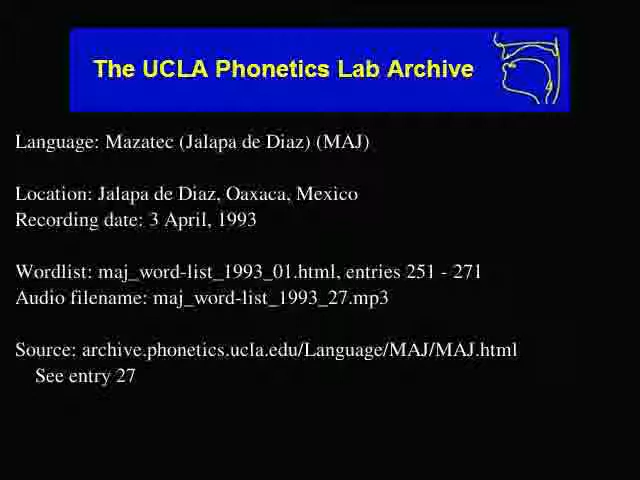 The UCLA Phonetics Lab Archive
Language: Mazatec (Jalapa de Diaz) (MAJ)
Location: Jalapa de Diaz, Oaxaca, Mexico
Recording date: 3 April, 1993
Wordlist: maj_word-list_1993_01.html, entries 251 - 271
Audio filename: maj_word-list_1993_27.mp3
Source: archive.phonetics.ucla.edu/Language/MAJ/MAJ.html
See entry 27